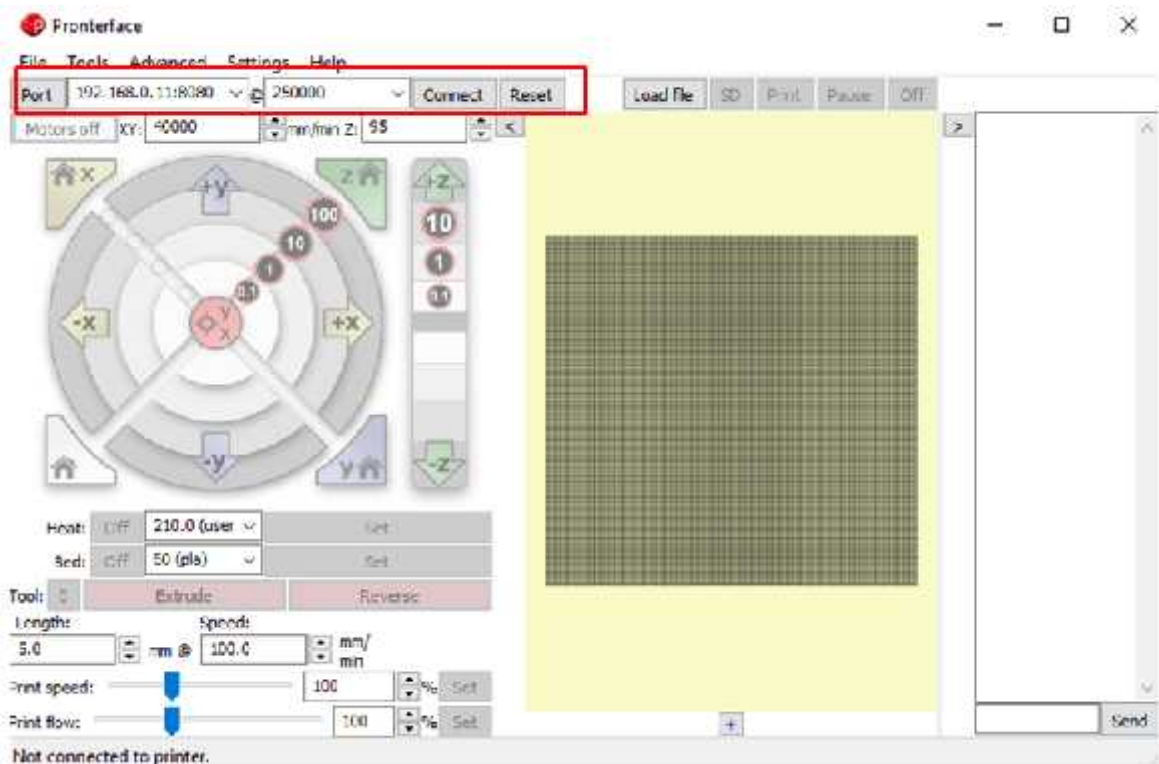 Pronterface
File Tools Advanced Settings Help
Port 192.168.0.11:8080 @ 250000 Connect Reset Load file SD Print Pause Off
Motors off XY: 40000 mm/min Z: 95 < >
X Z +Z
+y
100 10
10 1
1 0.1
0.1
-X y X +X
-y y -Z
Heat: Off 210.0 (user Set
Bed: Off 50 (pla) Set
Tool: 0 Extrude Reverse
Length: Speed:
5.0 mm @ 100.0 mm/
min
Print speed: 100 % Set
Print flow: 100 % Set + Send
Not connected to printer.